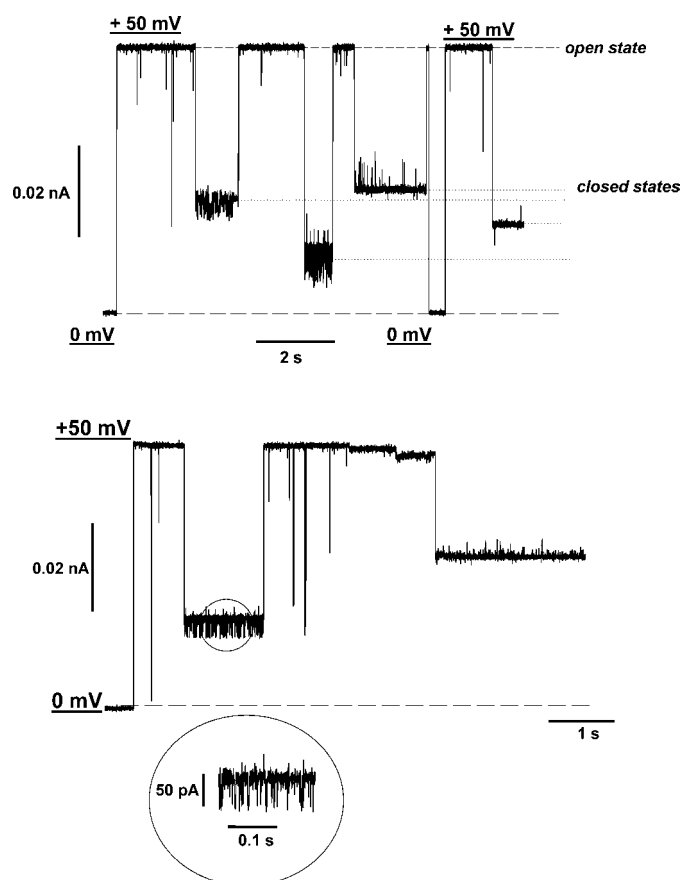 + 50 mV
+ 50 mV
open state
0.02 nA
closed states
0 mV
0 mV
2 s
+50 mV
0.02 nA
0 mV
1 s
50 pA
0.1 s